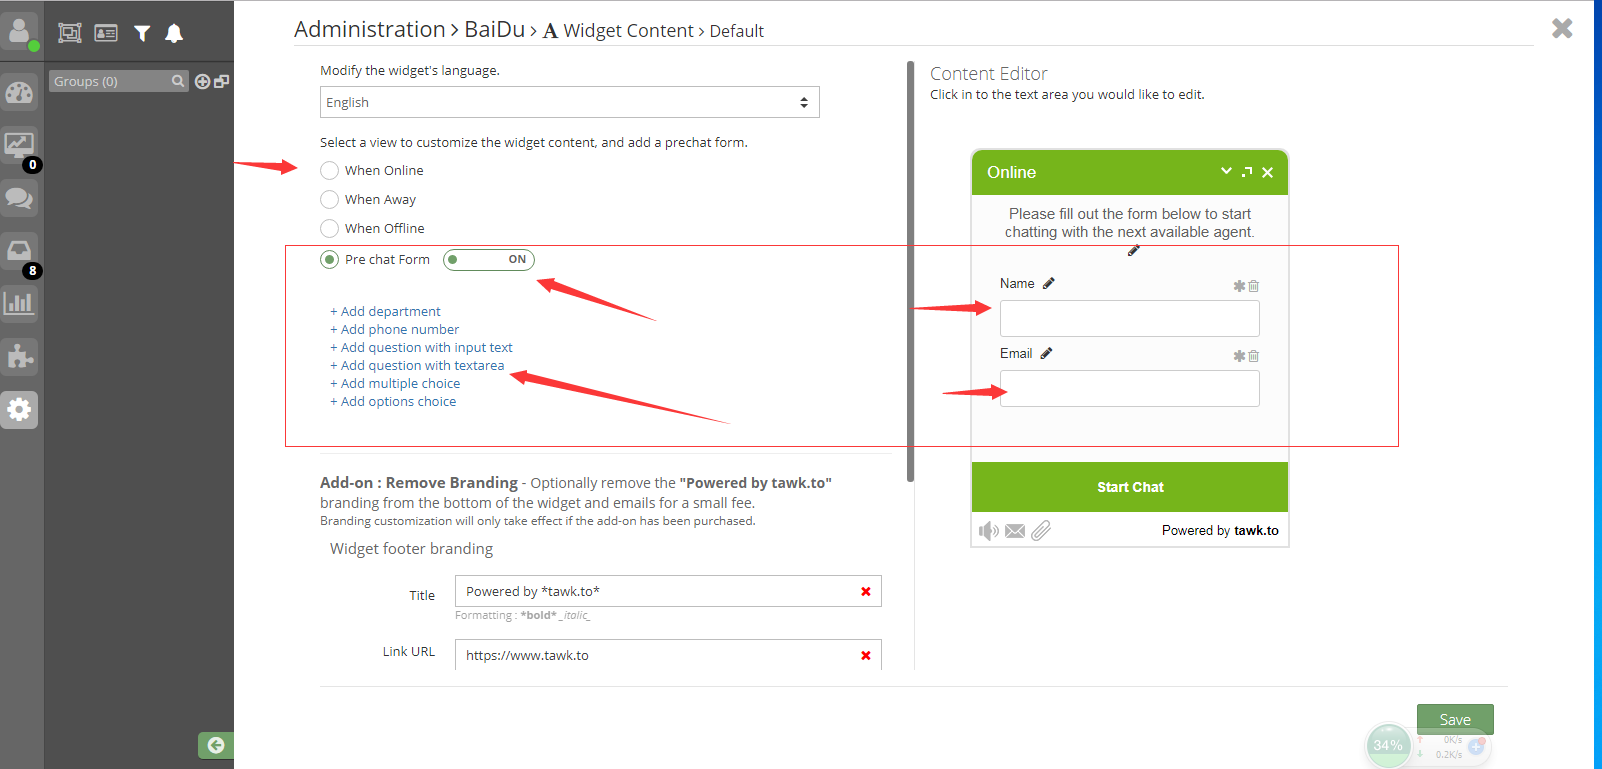 Administration > BaiDu > A Widget Content > Default
Groups (0)
0
8
Modify the widget's language.
English
Select a view to customize the widget content, and add a prechat form.
When Online
When Away
When Offline
Pre chat Form ON
+ Add department
+ Add phone number
+ Add question with input text
+ Add question with textarea
+ Add multiple choice
+ Add options choice
Add-on : Remove Branding - Optionally remove the "Powered by tawk.to"
branding from the bottom of the widget and emails for a small fee.
Branding customization will only take effect if the add-on has been purchased.
Widget footer branding
Title
Powered by *tawk.to*
Formatting : *bold* _italic_
Link URL
https://www.tawk.to
Content Editor
Click in to the text area you would like to edit.
Online
Please fill out the form below to start
chatting with the next available agent.
Name
Email
Start Chat
Powered by tawk.to
Save
34%
0K/s
0.2K/s